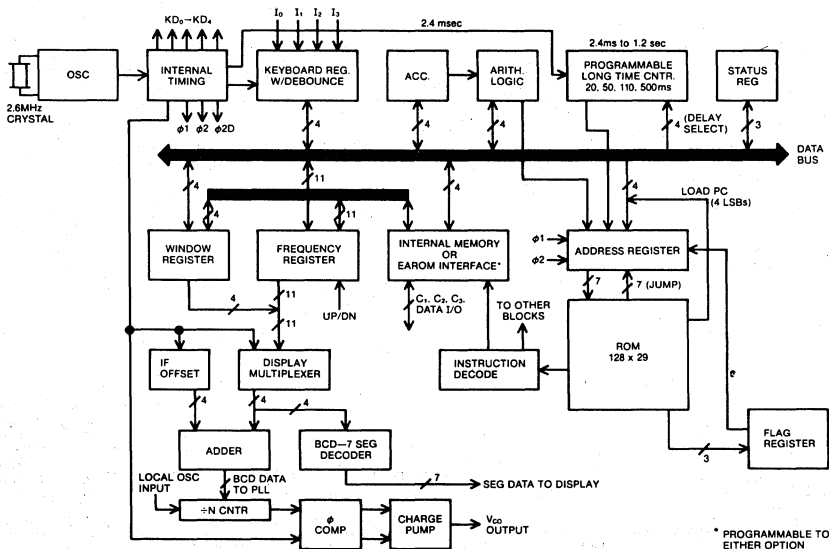 KD₀—KD₄
I₀ I₁ I₂ I₃
2.4 msec
2.4ms to 1.2 sec
OSC
INTERNAL
TIMING
KEYBOARD REG.
W/DEBOUNCE
ACC.
ARITH.
LOGIC
PROGRAMMABLE
LONG TIME CNTR.
20, 50, 110, 500ms
STATUS
REG
2.6MHz
CRYSTAL
ϕ1 ϕ2 ϕ2D
4
4
4
4
(DELAY
SELECT)
3
DATA
BUS
4
11
4
4
LOAD PC
(4 LSBs)
4
11
WINDOW
REGISTER
FREQUENCY
REGISTER
INTERNAL MEMORY
OR
EAROM INTERFACE*
ϕ1
ϕ2
ADDRESS REGISTER
4
11
11
UP/DN
C₁, C₂, C₃,
DATA I/O
TO OTHER
BLOCKS
7
7 (JUMP)
ROM
128 x 29
IF
OFFSET
DISPLAY
MULTIPLEXER
INSTRUCTION
DECODE
4
4
4
ADDER
BCD—7 SEG
DECODER
3
FLAG
REGISTER
LOCAL OSC
INPUT
BCD DATA
TO PLL
7
SEG DATA TO DISPLAY
÷N CNTR
ϕ
COMP
CHARGE
PUMP
VCO
OUTPUT
* PROGRAMMABLE TO
EITHER OPTION